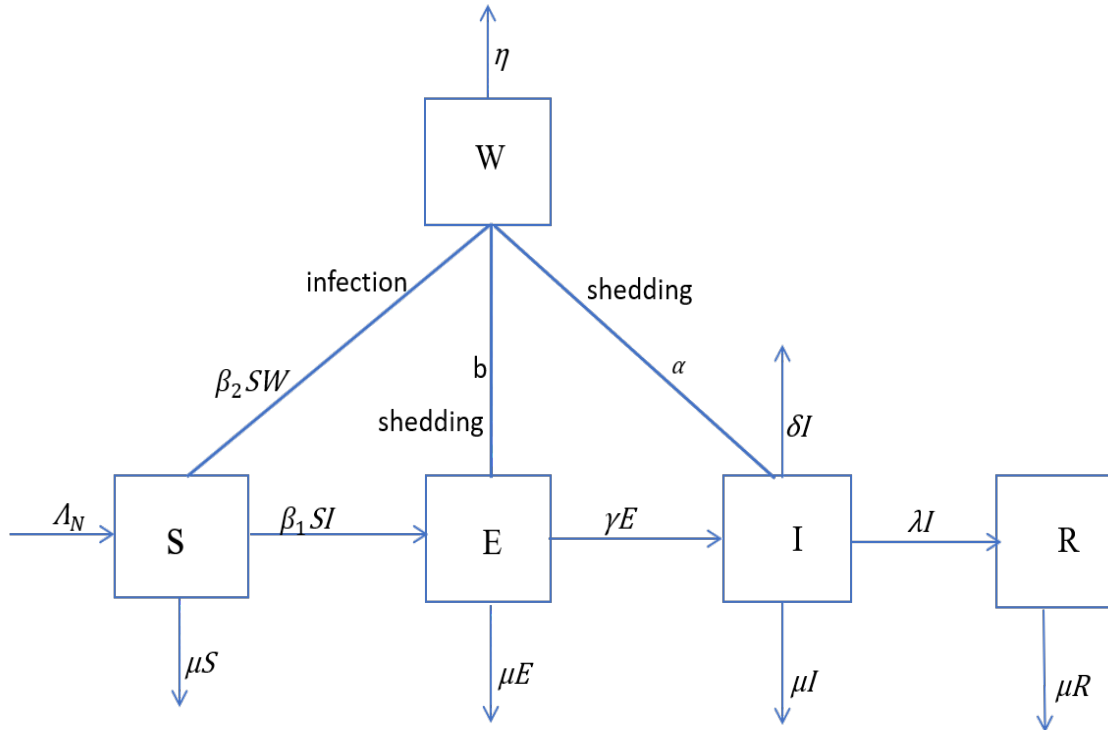 η
W
infection
shedding
β₂SW
b
α
shedding
δI
Λ_N
S
β₁SI
E
γE
I
λI
R
μS
μE
μI
μR